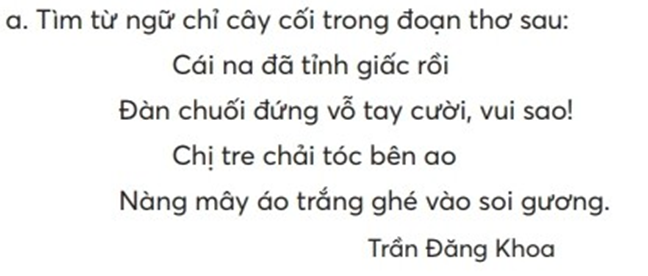 a. Tìm từ ngữ chỉ cây cối trong đoạn thơ sau:
Cái na đã tỉnh giấc rồi
Đàn chuối đứng vỗ tay cười, vui sao!
Chị tre chải tóc bên ao
Nàng mây áo trắng ghé vào soi gương.
Trần Đăng Khoa